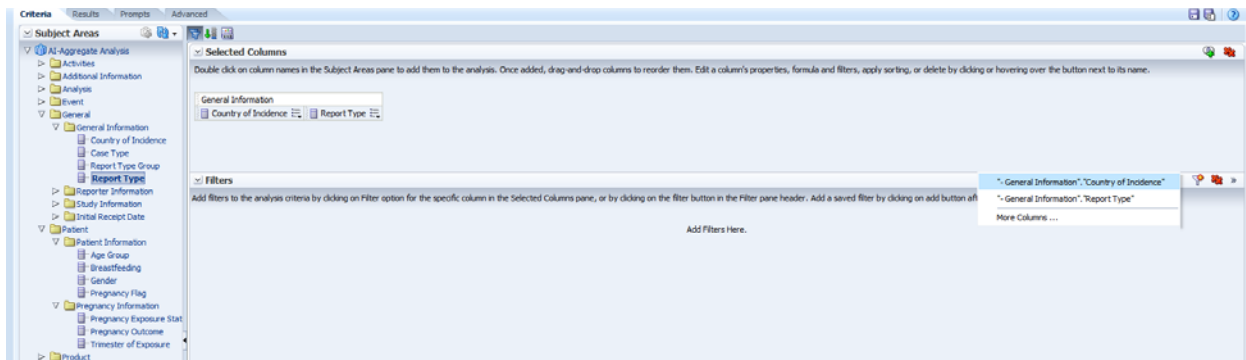 Criteria Results Prompts Advanced
Subject Areas
AI-Aggregate Analysis
Activities
Additional Information
Analysis
Event
General
General Information
Country of Incidence
Case Type
Report Type Group
Report Type
Reporter Information
Study Information
Initial Receipt Date
Patient
Patient Information
Age Group
Breastfeeding
Gender
Pregnancy Flag
Pregnancy Information
Pregnancy Exposure Stat
Pregnancy Outcome
Trimester of Exposure
Product
Selected Columns
Double click on column names in the Subject Areas pane to add them to the analysis. Once added, drag-and-drop columns to reorder them. Edit a column's properties, formula and filters, apply sorting, or delete by clicking or hovering over the button next to its name.
General Information
Country of Incidence Report Type
Filters
Add filters to the analysis criteria by clicking on Filter option for the specific column in the Selected Columns pane, or by clicking on the filter button in the Filter pane header. Add a saved filter by clicking on add button aft
Add Filters Here.
"- General Information"."Country of Incidence"
"- General Information"."Report Type"
More Columns ...